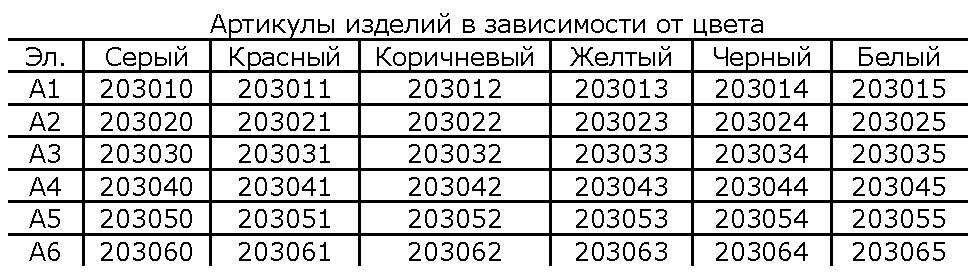 Артикулы изделий в зависимости от цвета
Эл. Серый Красный Коричневый Желтый Черный Белый
А1 203010 203011 203012 203013 203014 203015
А2 203020 203021 203022 203023 203024 203025
А3 203030 203031 203032 203033 203034 203035
А4 203040 203041 203042 203043 203044 203045
А5 203050 203051 203052 203053 203054 203055
А6 203060 203061 203062 203063 203064 203065